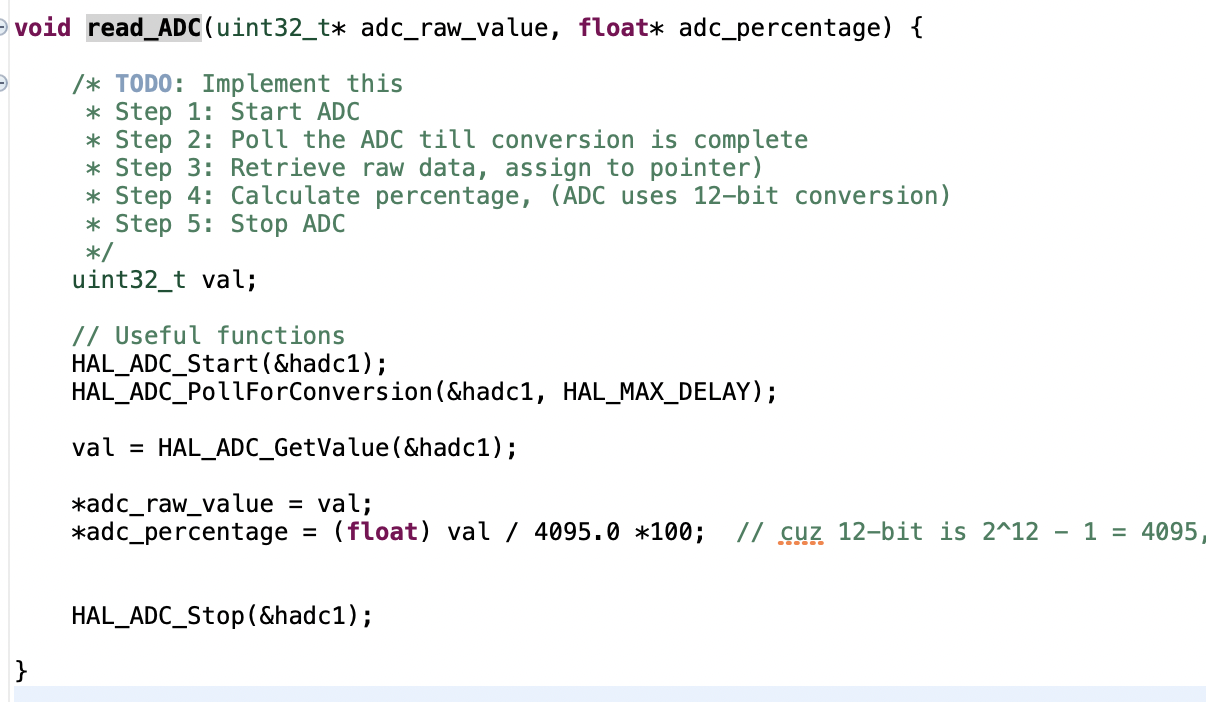 void read_ADC(uint32_t* adc_raw_value, float* adc_percentage) {
/* TODO: Implement this
* Step 1: Start ADC
* Step 2: Poll the ADC till conversion is complete
* Step 3: Retrieve raw data, assign to pointer)
* Step 4: Calculate percentage, (ADC uses 12-bit conversion)
* Step 5: Stop ADC
*/
uint32_t val;
// Useful functions
HAL_ADC_Start(&hadc1);
HAL_ADC_PollForConversion(&hadc1, HAL_MAX_DELAY);
val = HAL_ADC_GetValue(&hadc1);
*adc_raw_value = val;
*adc_percentage = (float) val / 4095.0 *100;  // cuz 12-bit is 2^12 - 1 = 4095,
HAL_ADC_Stop(&hadc1);
}